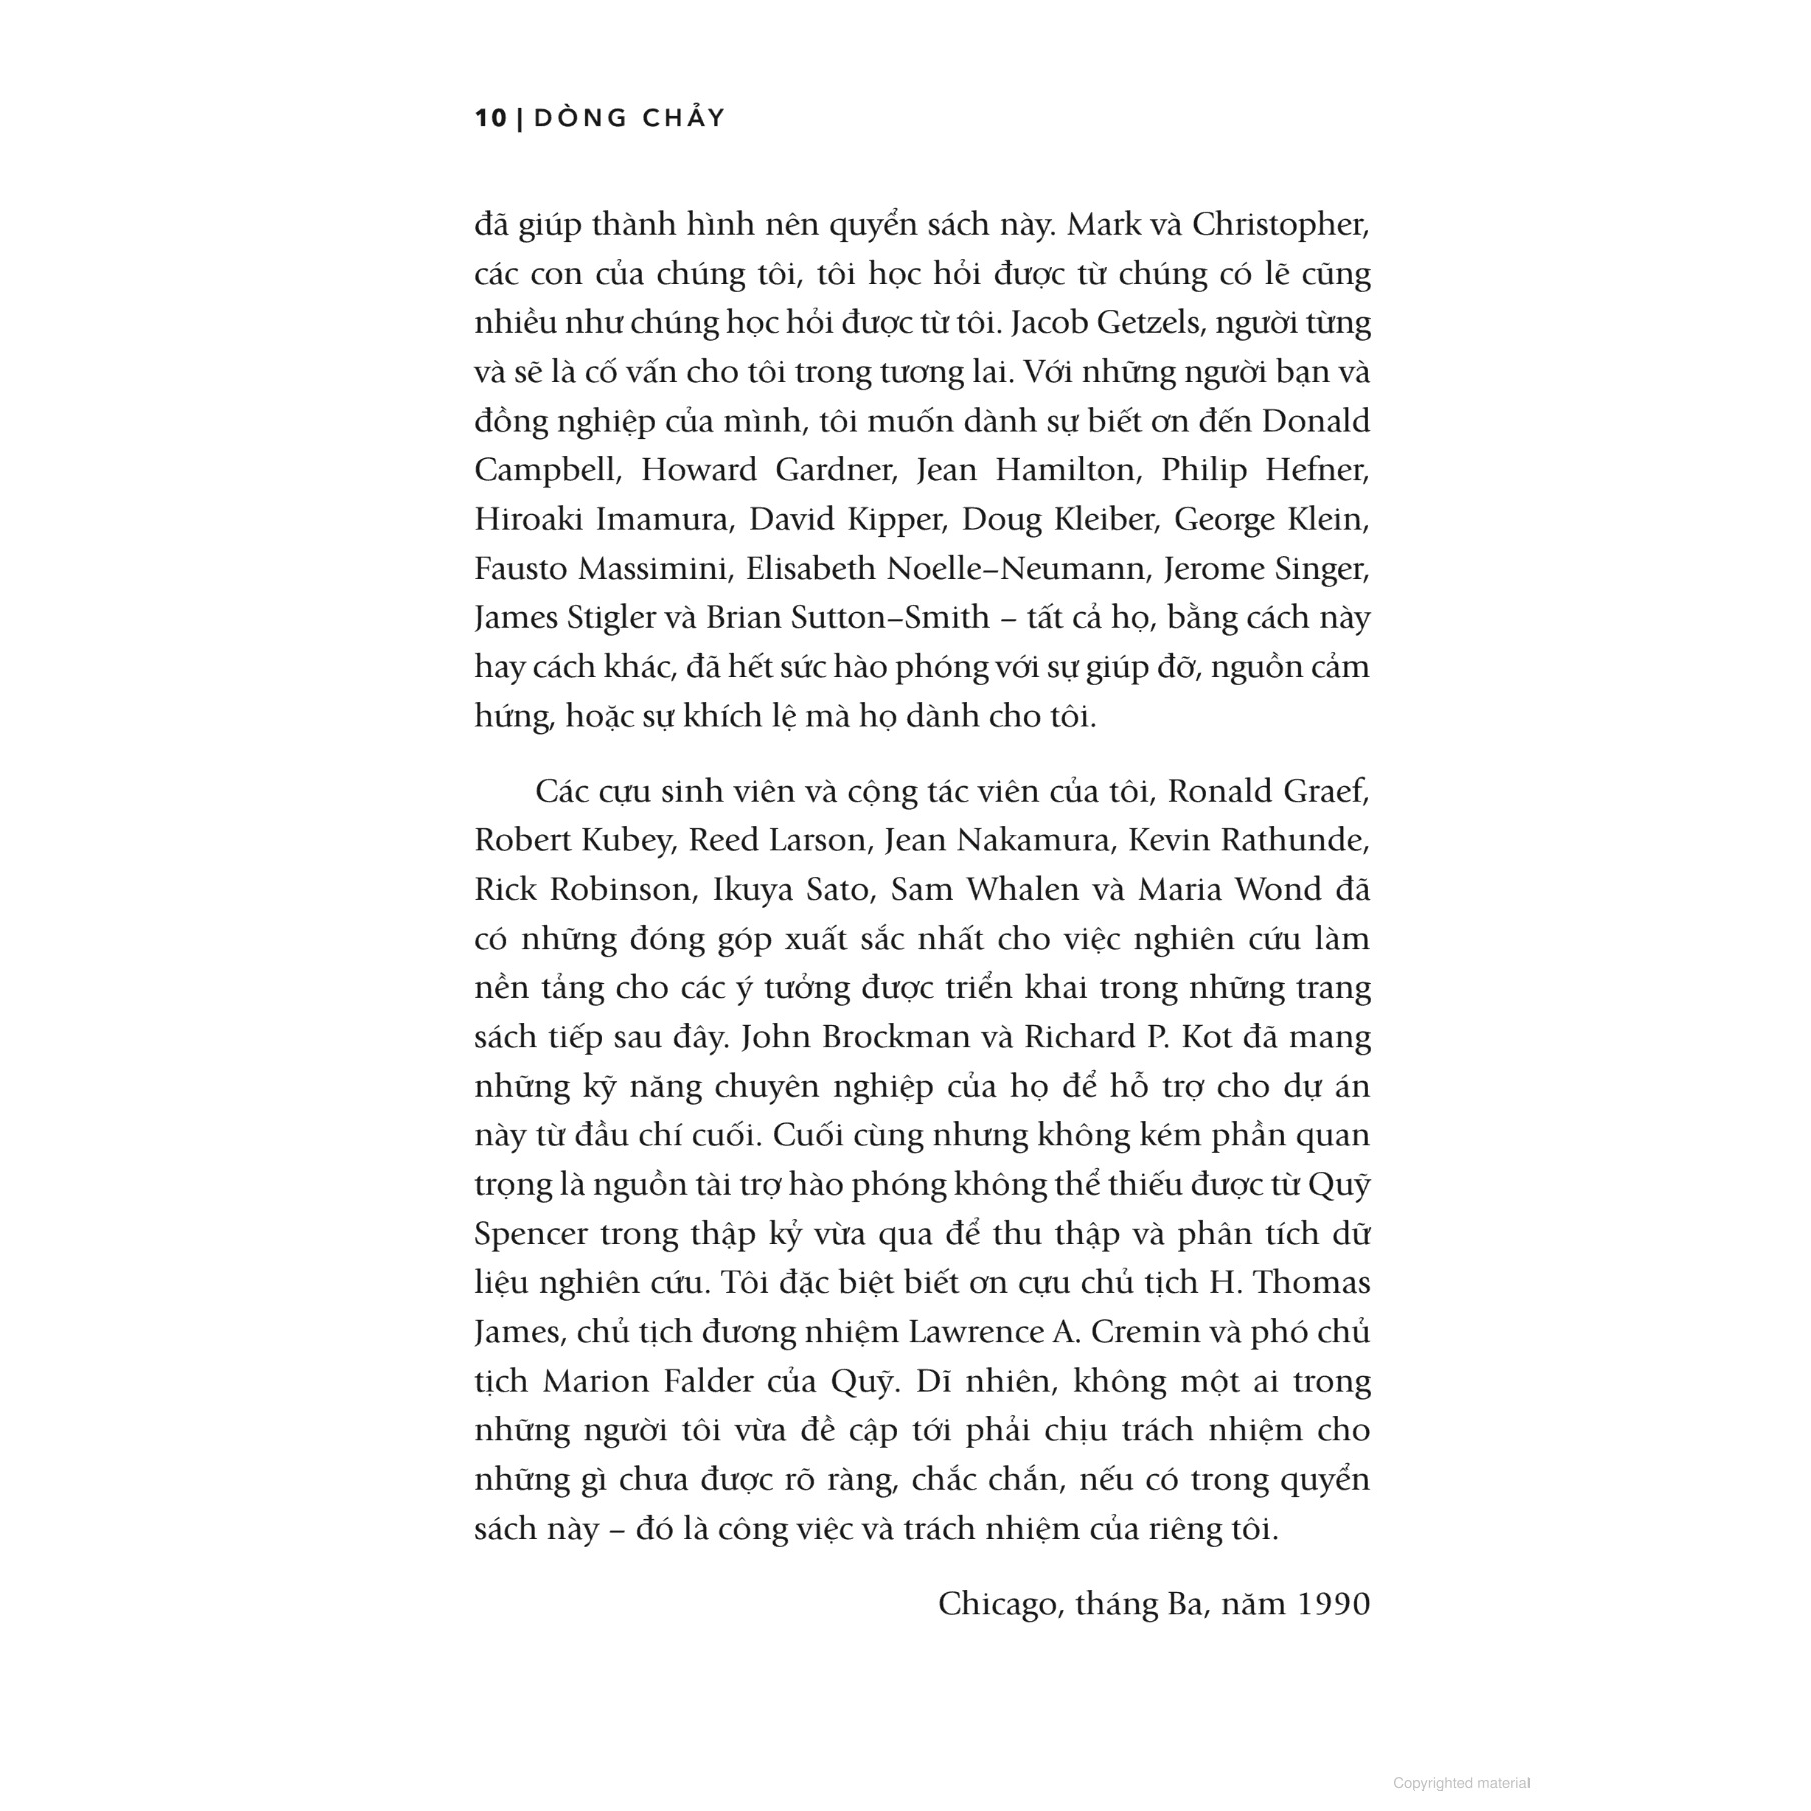 10 | DÒNG CHẢY
đã giúp thành hình nên quyển sách này. Mark và Christopher,
các con của chúng tôi, tôi học hỏi được từ chúng có lẽ cũng
nhiều như chúng học hỏi được từ tôi. Jacob Getzels, người từng
và sẽ là cố vấn cho tôi trong tương lai. Với những người bạn và
đồng nghiệp của mình, tôi muốn dành sự biết ơn đến Donald
Campbell, Howard Gardner, Jean Hamilton, Philip Hefner,
Hiroaki Imamura, David Kipper, Doug Kleiber, George Klein,
Fausto Massimini, Elisabeth Noelle–Neumann, Jerome Singer,
James Stigler và Brian Sutton–Smith – tất cả họ, bằng cách này
hay cách khác, đã hết sức hào phóng với sự giúp đỡ, nguồn cảm
hứng, hoặc sự khích lệ mà họ dành cho tôi.
Các cựu sinh viên và cộng tác viên của tôi, Ronald Graef,
Robert Kubey, Reed Larson, Jean Nakamura, Kevin Rathunde,
Rick Robinson, Ikuya Sato, Sam Whalen và Maria Wond đã
có những đóng góp xuất sắc nhất cho việc nghiên cứu làm
nền tảng cho các ý tưởng được triển khai trong những trang
sách tiếp sau đây. John Brockman và Richard P. Kot đã mang
những kỹ năng chuyên nghiệp của họ để hỗ trợ cho dự án
này từ đầu chí cuối. Cuối cùng nhưng không kém phần quan
trọng là nguồn tài trợ hào phóng không thể thiếu được từ Quỹ
Spencer trong thập kỷ vừa qua để thu thập và phân tích dữ
liệu nghiên cứu. Tôi đặc biệt biết ơn cựu chủ tịch H. Thomas
James, chủ tịch đương nhiệm Lawrence A. Cremin và phó chủ
tịch Marion Falder của Quỹ. Dĩ nhiên, không một ai trong
những người tôi vừa đề cập tới phải chịu trách nhiệm cho
những gì chưa được rõ ràng, chắc chắn, nếu có trong quyển
sách này – đó là công việc và trách nhiệm của riêng tôi.
Chicago, tháng Ba, năm 1990
Copyrighted material